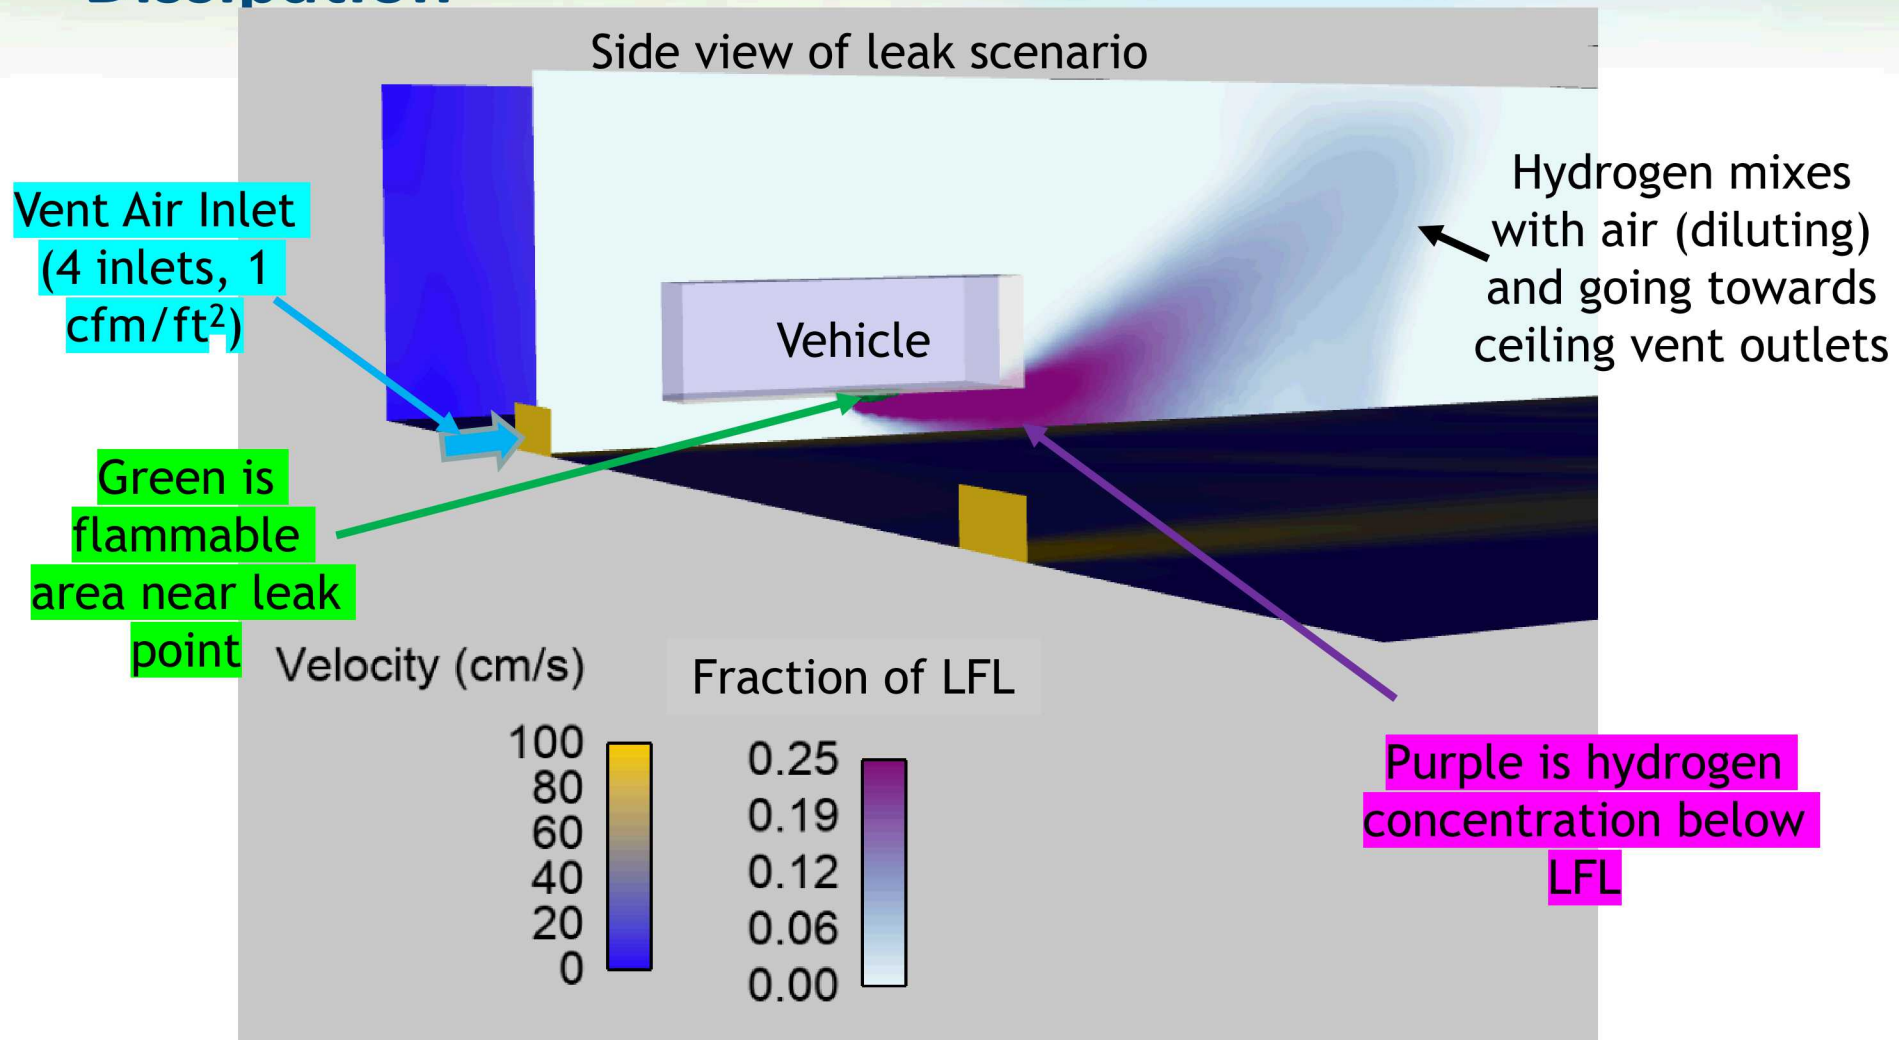 Dissipation
Side view of leak scenario
Vent Air Inlet
(4 inlets, 1
cfm/ft²)
Hydrogen mixes
with air (diluting)
and going towards
ceiling vent outlets
Vehicle
Green is
flammable
area near leak
point
Velocity (cm/s)
100
80
60
40
20
0
Fraction of LFL
0.25
0.19
0.12
0.06
0.00
Purple is hydrogen
concentration below
LFL